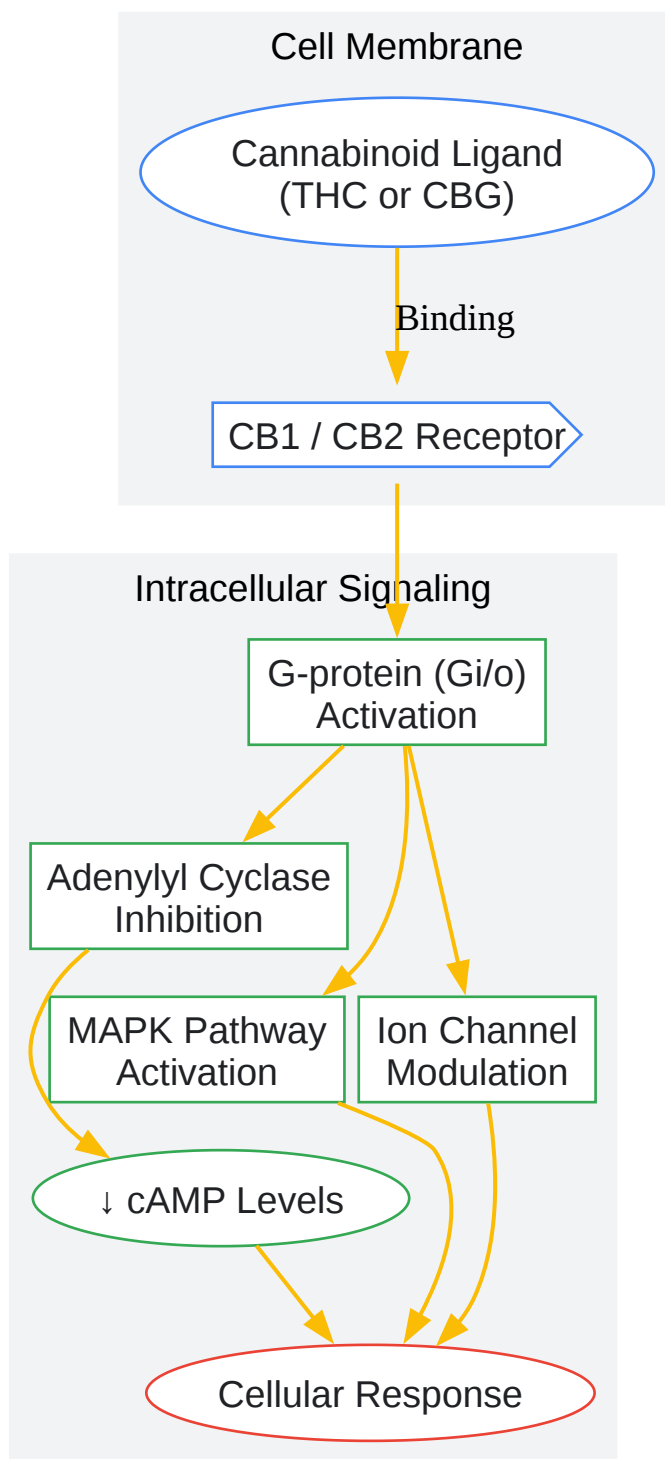 Cell Membrane
Cannabinoid Ligand
(THC or CBG)
Binding
CB1 / CB2 Receptor
Intracellular Signaling
G-protein (Gi/o)
Activation
Adenylyl Cyclase
Inhibition
MAPK Pathway
Activation
Ion Channel
Modulation
↓ cAMP Levels
Cellular Response